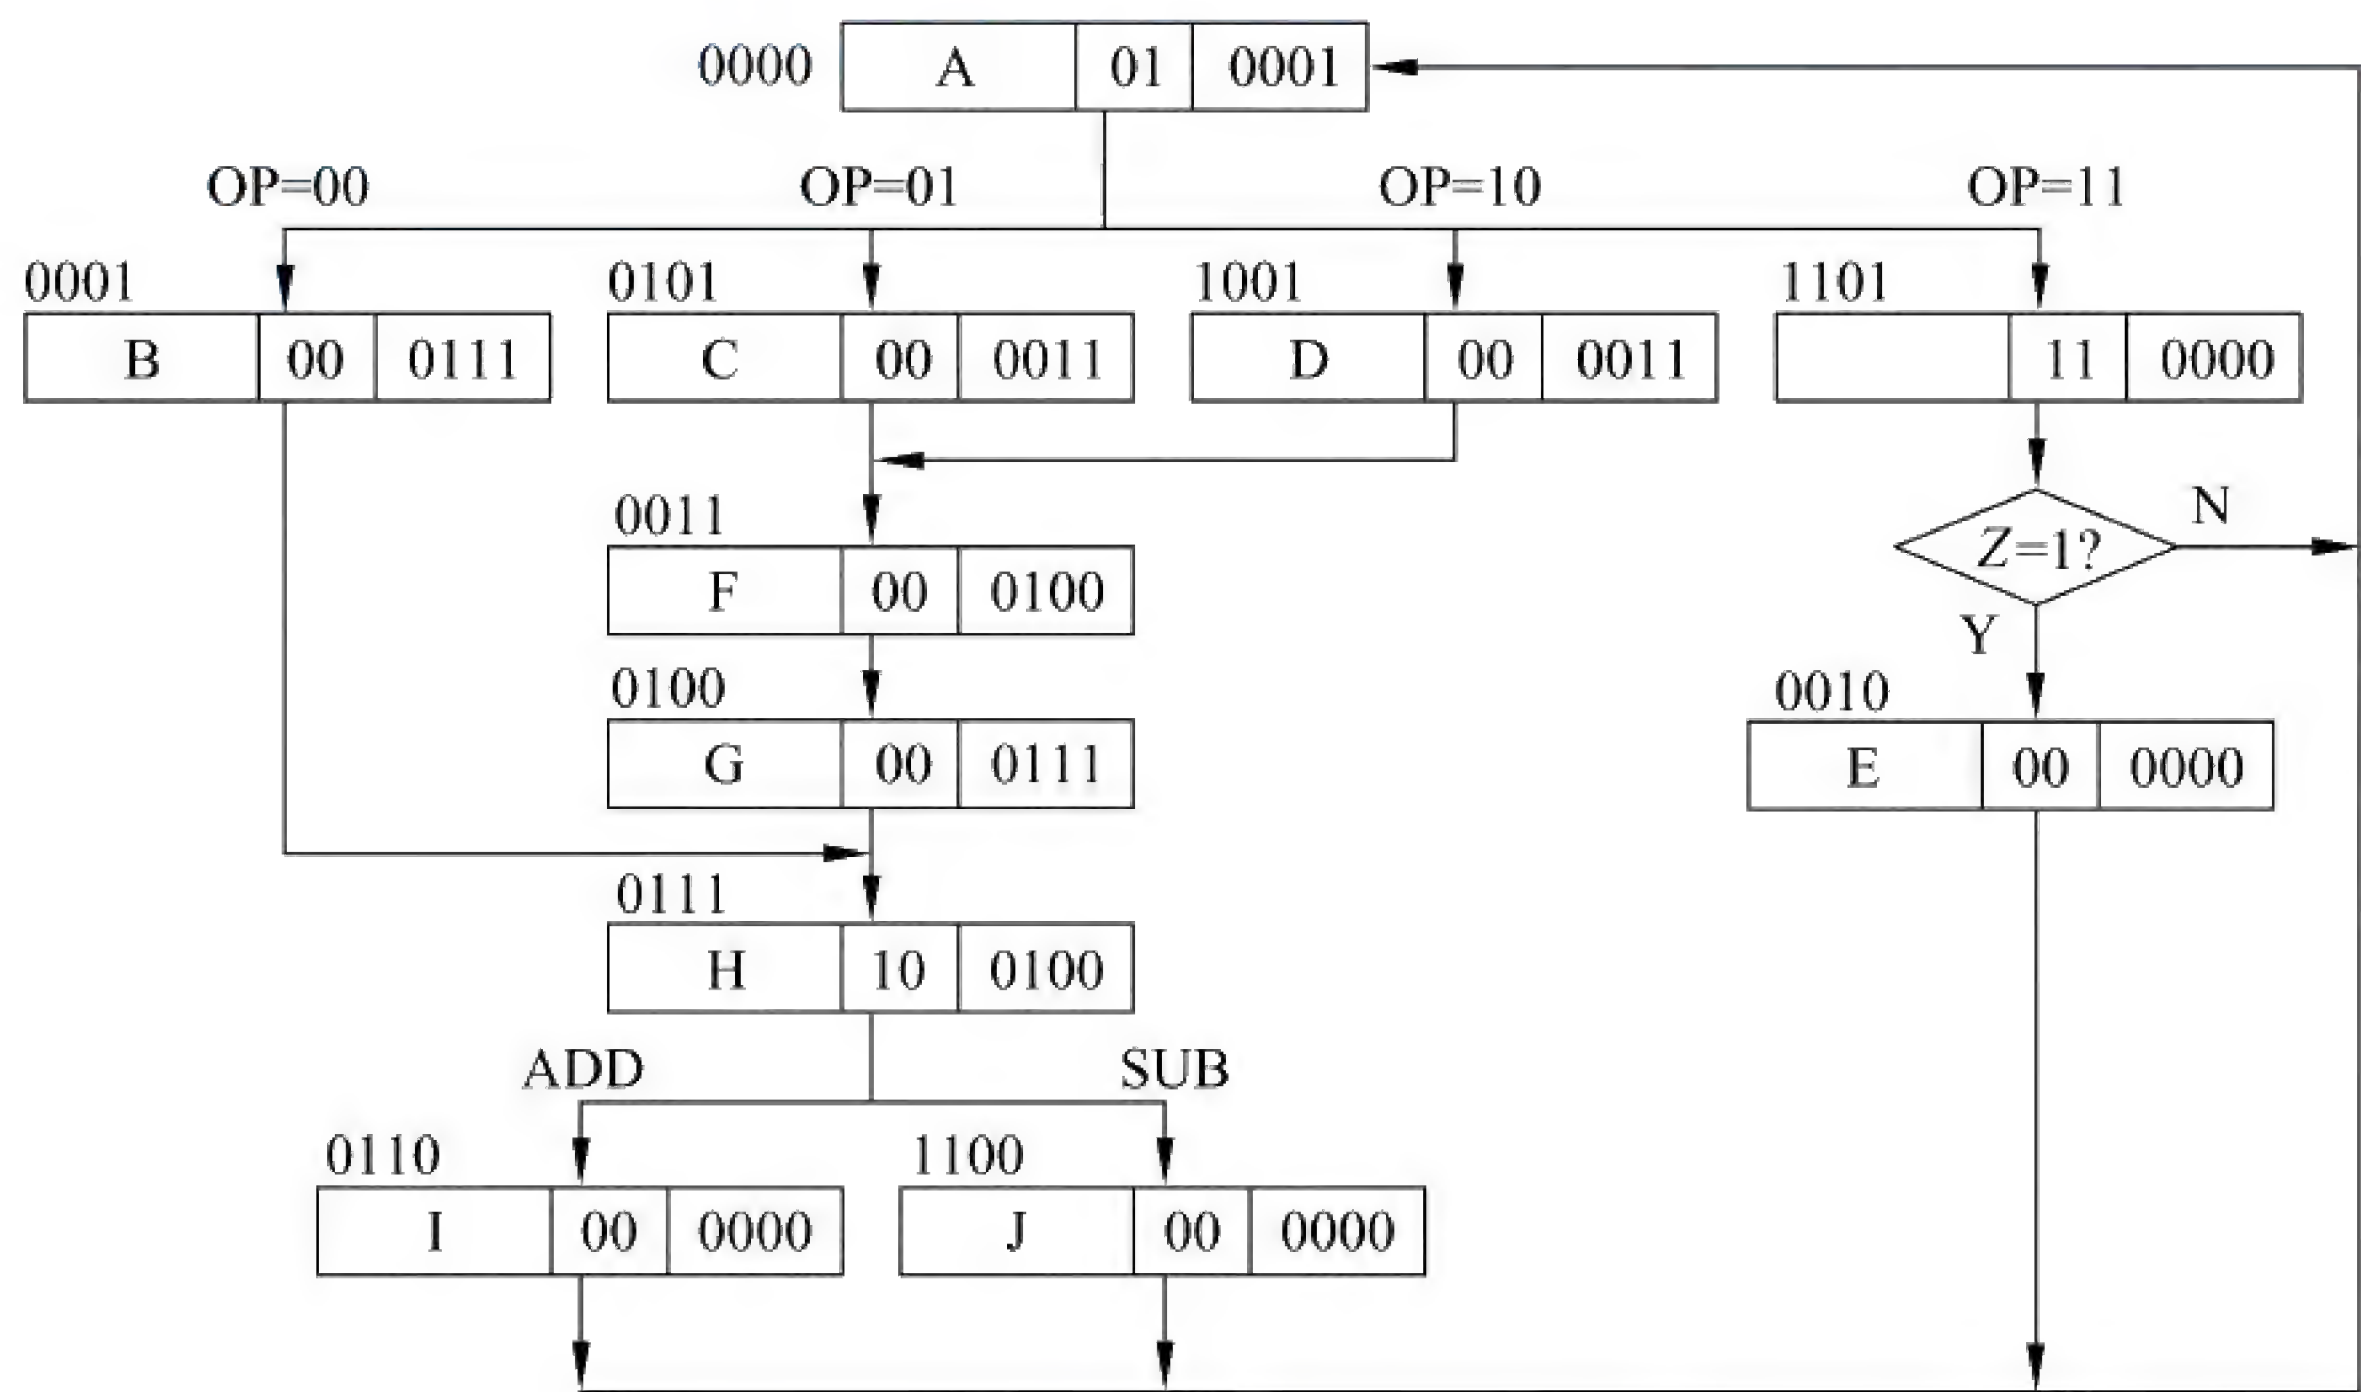 0000 A 01 0001
OP=00 OP=01 OP=10 OP=11
0001 0101 1001 1101
B 00 0111 C 00 0011 D 00 0011 11 0000
N
0011 Z=1?
F 00 0100
Y
0100 0010
G 00 0111 E 00 0000
0111
H 10 0100
ADD SUB
0110 1100
I 00 0000 J 00 0000